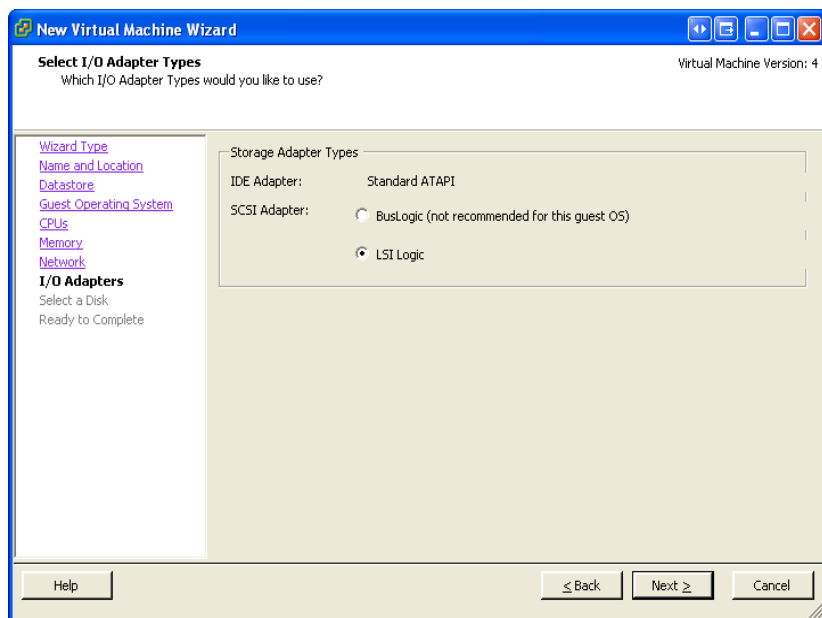 New Virtual Machine Wizard
Select I/O Adapter Types
Which I/O Adapter Types would you like to use?
Virtual Machine Version: 4
Wizard Type
Name and Location
Datastore
Guest Operating System
CPUs
Memory
Network
I/O Adapters
Select a Disk
Ready to Complete
Storage Adapter Types
IDE Adapter: Standard ATAPI
SCSI Adapter: BusLogic (not recommended for this guest OS)
LSI Logic
Help
< Back
Next >
Cancel